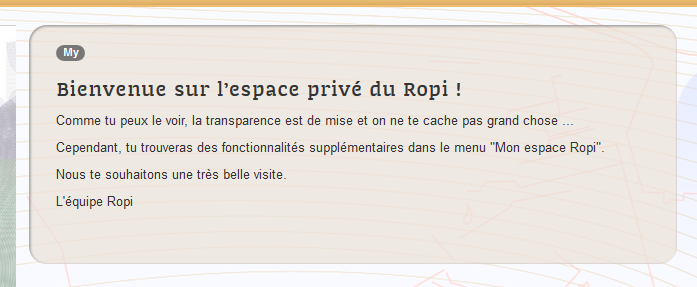 My
Bienvenue sur l'espace privé du Ropi !
Comme tu peux le voir, la transparence est de mise et on ne te cache pas grand chose ...
Cependant, tu trouveras des fonctionnalités supplémentaires dans le menu "Mon espace Ropi".
Nous te souhaitons une très belle visite.
L'équipe Ropi